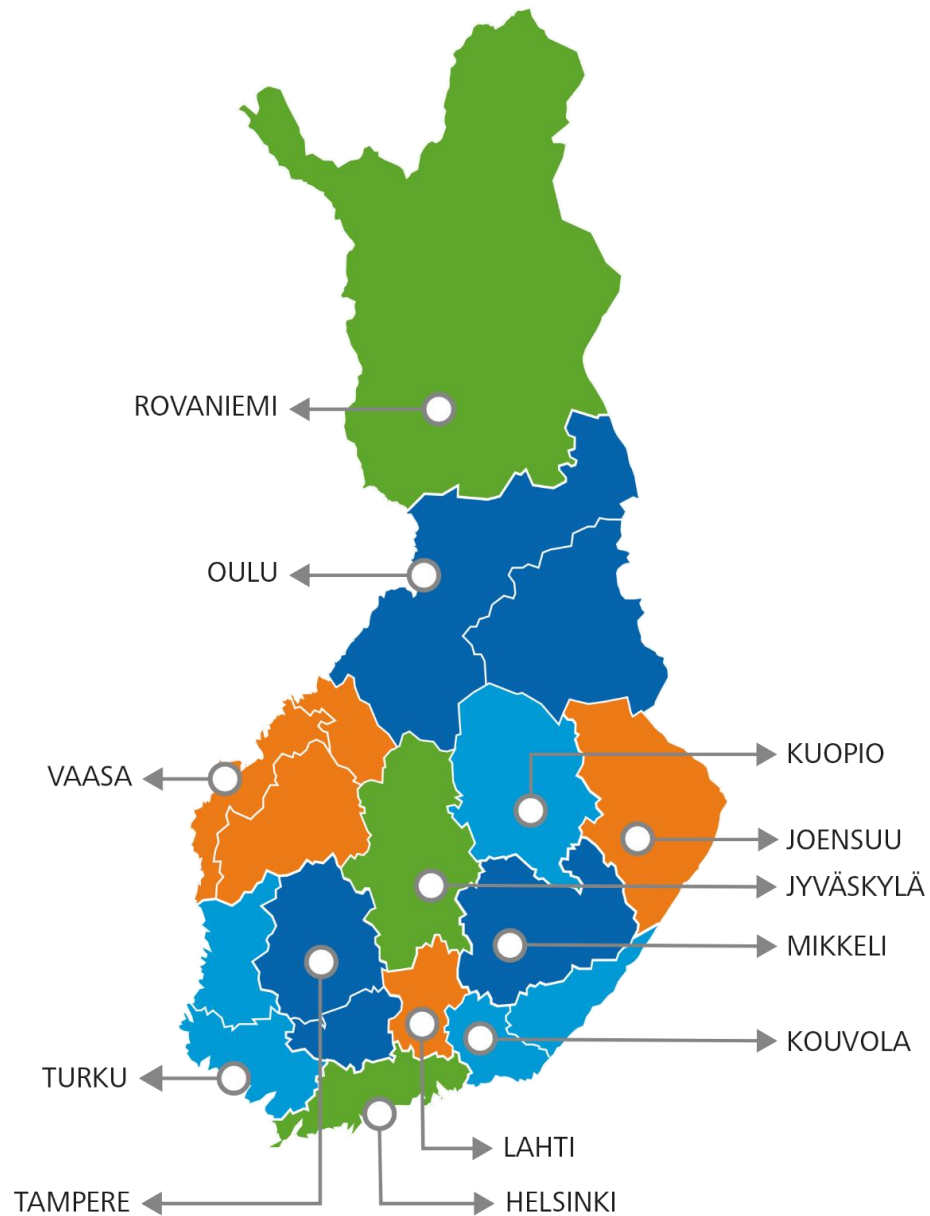 ROVANIEMI
OULU
KUOPIO
VAASA
JOENSUU
JYVÄSKYLÄ
MIKKELI
KOUVOLA
TURKU
LAHTI
TAMPERE
HELSINKI